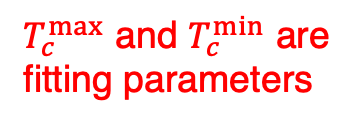 T_c^max and T_c^min are
fitting parameters